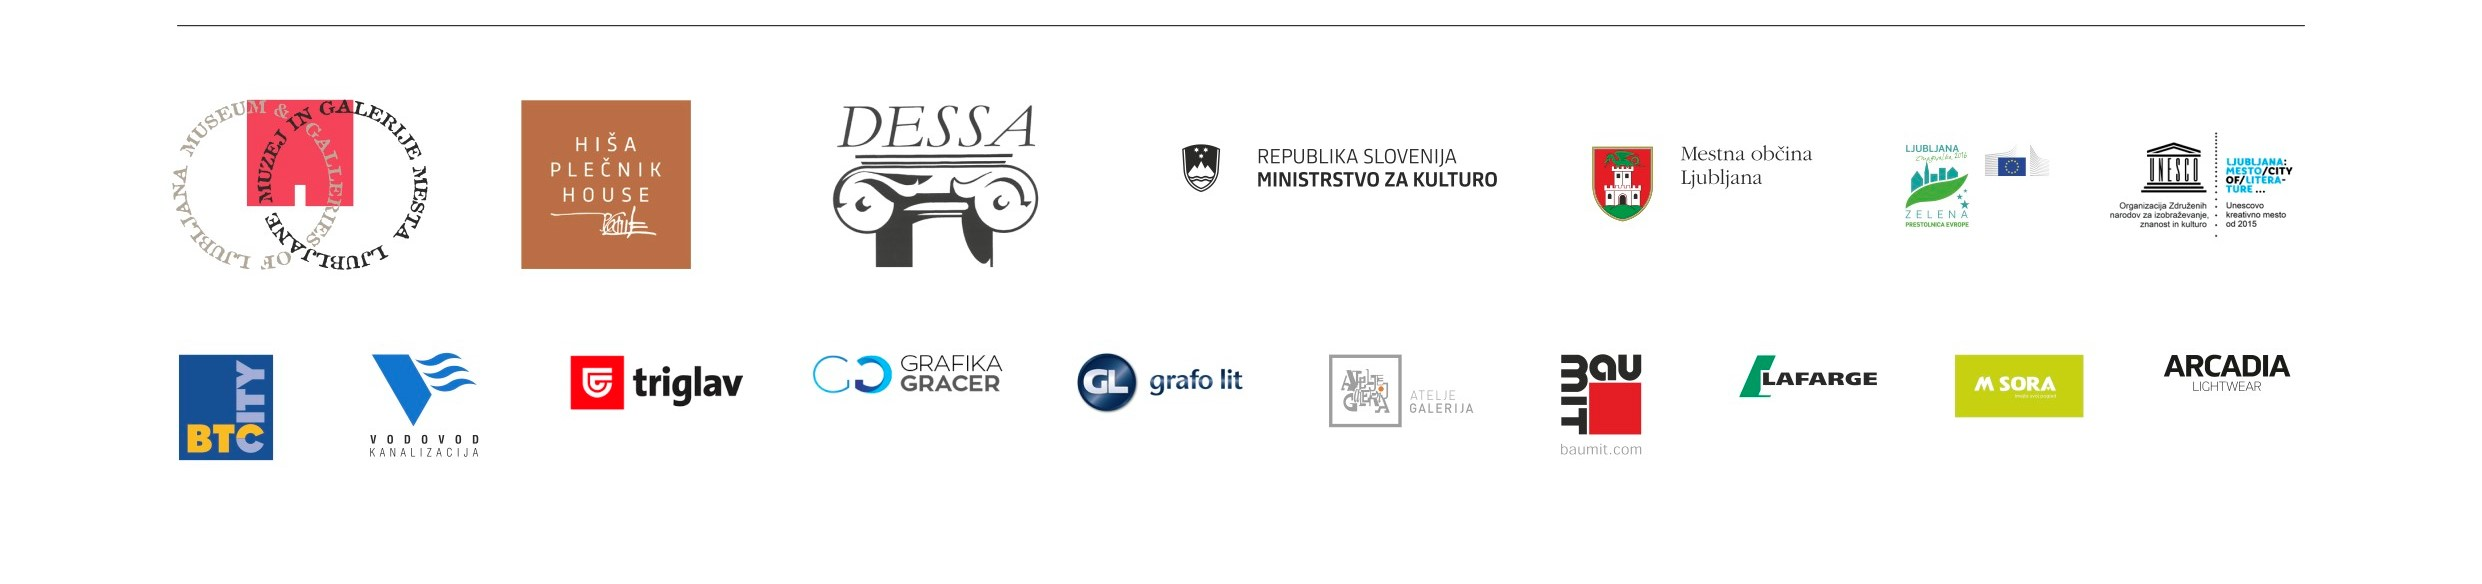 LJUBLJANA MUSEUM & GALLERIES OF LJUBLJANA
MUZEJ IN GALERIJE MESTA LJUBLJANE
HIŠA
PLEČNIK
HOUSE
DESSA
REPUBLIKA SLOVENIJA
MINISTRSTVO ZA KULTURO
Mestna občina
Ljubljana
LJUBLJANA
ZELENA
PRESTOLNICA EVROPE
UNESCO
Organizacija Združenih
narodov za izobraževanje,
znanost in kulturo
LJUBLJANA:
MESTO/CITY
OF/LITERA-
TURE ...
Unescovo
kreativno mesto
od 2015
BTC CITY
VODOVOD
KANALIZACIJA
triglav
GRAFIKA
GRACER
GL grafo lit
ATELJE
GALERIJA
BAUMIT
baumit.com
LAFARGE
M SORA
ARCADIA
LIGHTWEAR